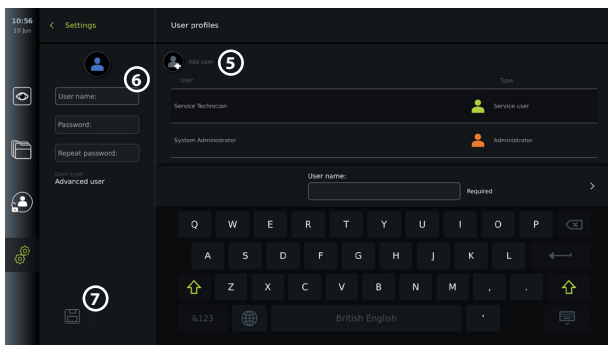 10:56
10 Jun
Settings
User profiles
5
Add user
6
User
Type
User name:
Service Technician
Service user
Password:
System Administrator
Administrator
Repeat password:
User type:
Advanced user
User name:
Required
Q W E R T Y U I O P
A S D F G H J K L
Z X C V B N M , .
7
&123
British English
'